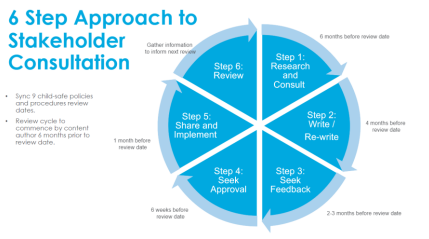 6 Step Approach to
Stakeholder
Consultation
• Sync 9 child-safe policies
and procedures review
dates.
• Review cycle to
commence by content
author 6 months prior to
review date.
Gather information
to inform next review
Step 1:
Research
and
Consult
6 months before review date
Step 2:
Write /
Re-write
4 months before
review date
Step 3:
Seek
Feedback
2-3 months before review date
Step 4:
Seek
Approval
6 weeks before
review date
Step 5:
Share and
Implement
1 month before
review date
Step 6:
Review